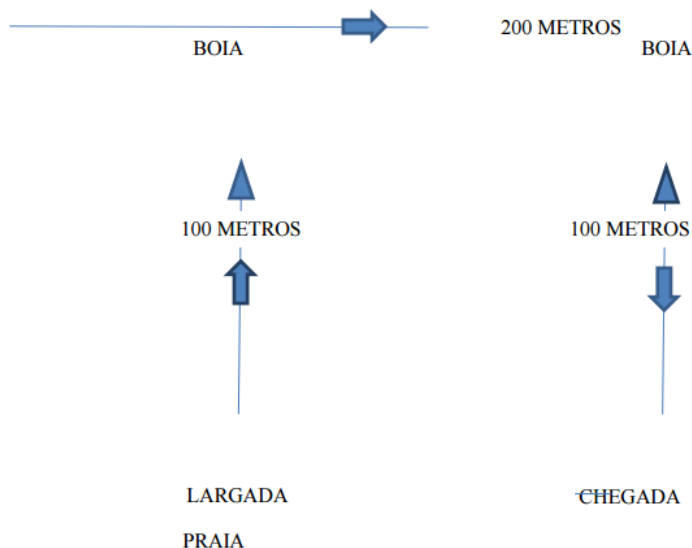 200 METROS
BOIA BOIA
100 METROS 100 METROS
LARGADA CHEGADA
PRAIA